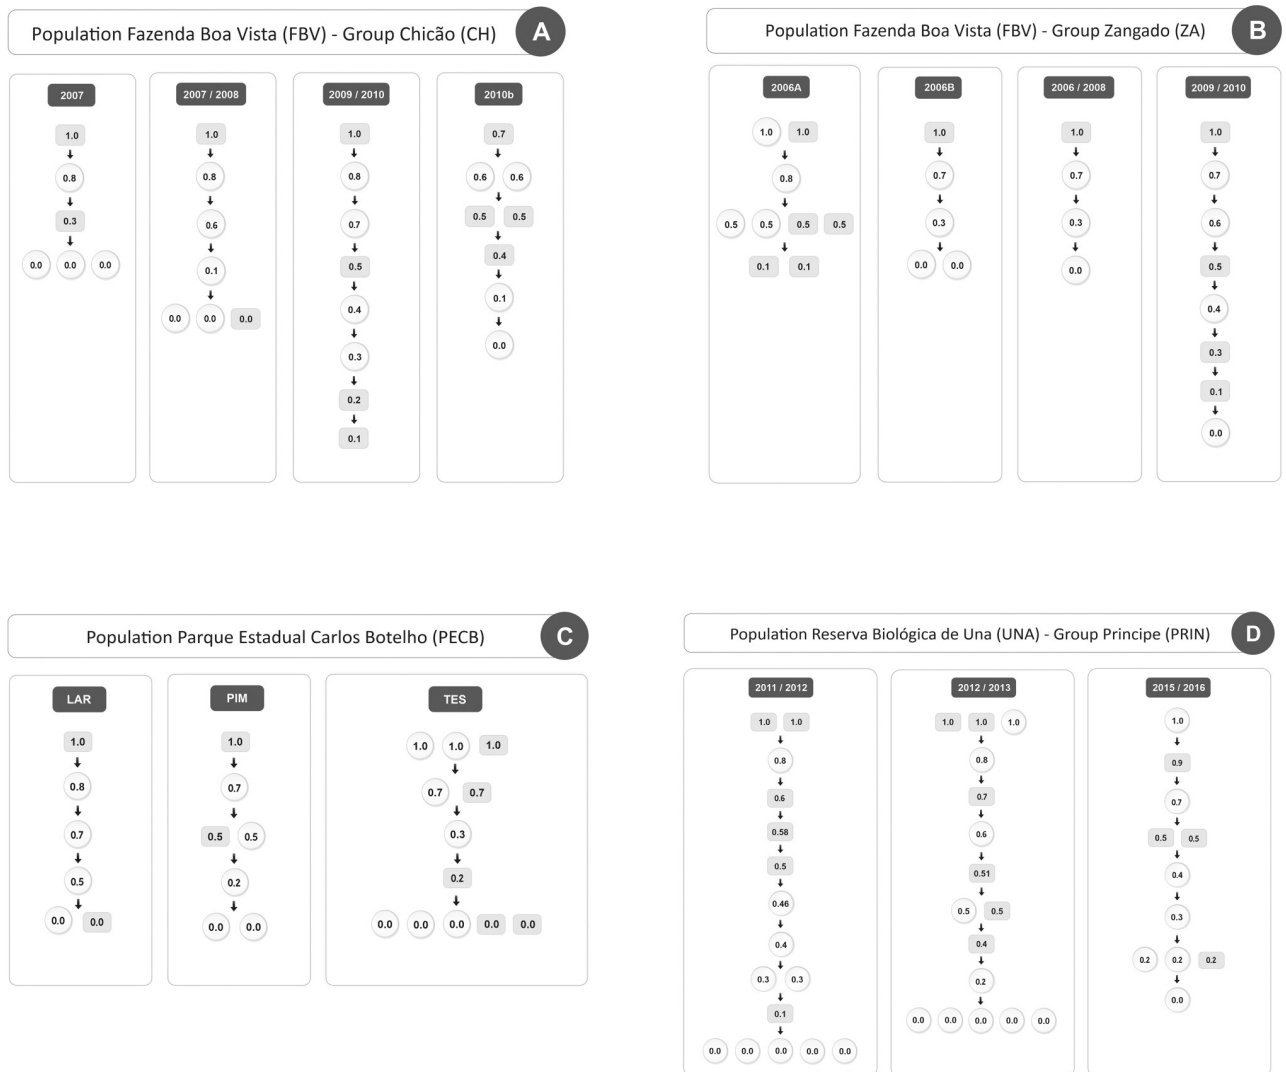 Population Fazenda Boa Vista (FBV) - Group Chicão (CH)
A
2007
1.0
0.8
0.3
0.0 0.0 0.0
2007 / 2008
1.0
0.8
0.6
0.1
0.0 0.0 0.0
2009 / 2010
1.0
0.8
0.7
0.5
0.4
0.3
0.2
0.1
2010b
0.7
0.6 0.6
0.5 0.5
0.4
0.1
0.0
Population Fazenda Boa Vista (FBV) - Group Zangado (ZA)
B
2006A
1.0 1.0
0.8
0.5 0.5 0.5 0.5
0.1 0.1
2006B
1.0
0.7
0.3
0.0 0.0
2006 / 2008
1.0
0.7
0.3
0.0
2009 / 2010
1.0
0.7
0.6
0.5
0.4
0.3
0.1
0.0
Population Parque Estadual Carlos Botelho (PECB)
C
LAR
1.0
0.8
0.7
0.5
0.0 0.0
PIM
1.0
0.7
0.5 0.5
0.2
0.0 0.0
TES
1.0 1.0 1.0
0.7 0.7
0.3
0.2
0.0 0.0 0.0 0.0 0.0
Population Reserva Biológica de Una (UNA) - Group Principe (PRIN)
D
2011 / 2012
1.0 1.0
0.8
0.6
0.58
0.5
0.46
0.4
0.3 0.3
0.1
0.0 0.0 0.0 0.0 0.0
2012 / 2013
1.0 1.0 1.0
0.8
0.7
0.6
0.51
0.5 0.5
0.4
0.2
0.0 0.0 0.0 0.0 0.0
2015 / 2016
1.0
0.9
0.7
0.5 0.5
0.4
0.3
0.2 0.2 0.2
0.0